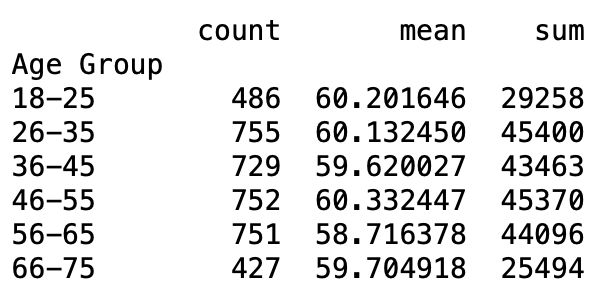 count mean sum
Age Group
18-25 486 60.201646 29258
26-35 755 60.132450 45400
36-45 729 59.620027 43463
46-55 752 60.332447 45370
56-65 751 58.716378 44096
66-75 427 59.704918 25494